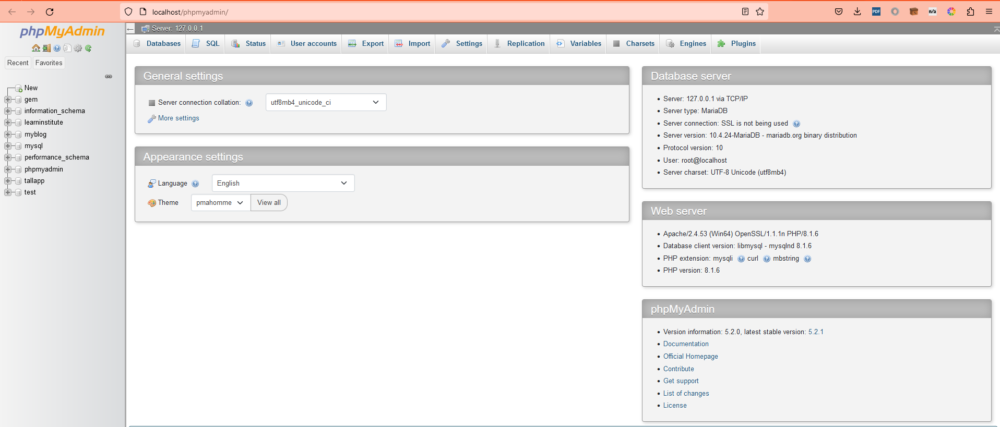 localhost/phpmyadmin/
PDF
n/a
phpMyAdmin
Recent Favorites
New
gem
information_schema
learninstitute
myblog
mysql
performance_schema
phpmyadmin
tallapp
test
Server: 127.0.0.1
Databases SQL Status User accounts Export Import Settings Replication Variables Charsets Engines Plugins
General settings
Server connection collation: utf8mb4_unicode_ci
More settings
Appearance settings
Language English
Theme pmahomme View all
Database server
Server: 127.0.0.1 via TCP/IP
Server type: MariaDB
Server connection: SSL is not being used
Server version: 10.4.24-MariaDB - mariadb.org binary distribution
Protocol version: 10
User: root@localhost
Server charset: UTF-8 Unicode (utf8mb4)
Web server
Apache/2.4.53 (Win64) OpenSSL/1.1.1n PHP/8.1.6
Database client version: libmysql - mysqlnd 8.1.6
PHP extension: mysqli curl mbstring
PHP version: 8.1.6
phpMyAdmin
Version information: 5.2.0, latest stable version: 5.2.1
Documentation
Official Homepage
Contribute
Get support
List of changes
License